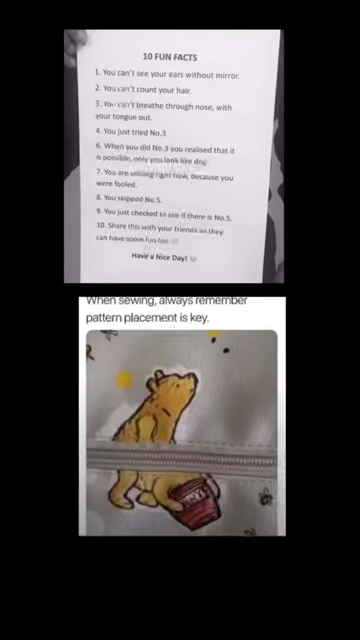 10 FUN FACTS
1. You can't see your ears without mirror.
2. You can't count your hair.
3. You can't breathe through nose, with
your tongue out.
4. You just tried No.3
6. When you did No.3 you realised that it
is possible, only you look like dog.
7. You are smiling right now, because you
were fooled.
8. You skipped No.5.
9. You just checked to see if there is No.5.
10. Share this with your friends so they
can have some fun too
Have a Nice Day!
When sewing, always remember
pattern placement is key.